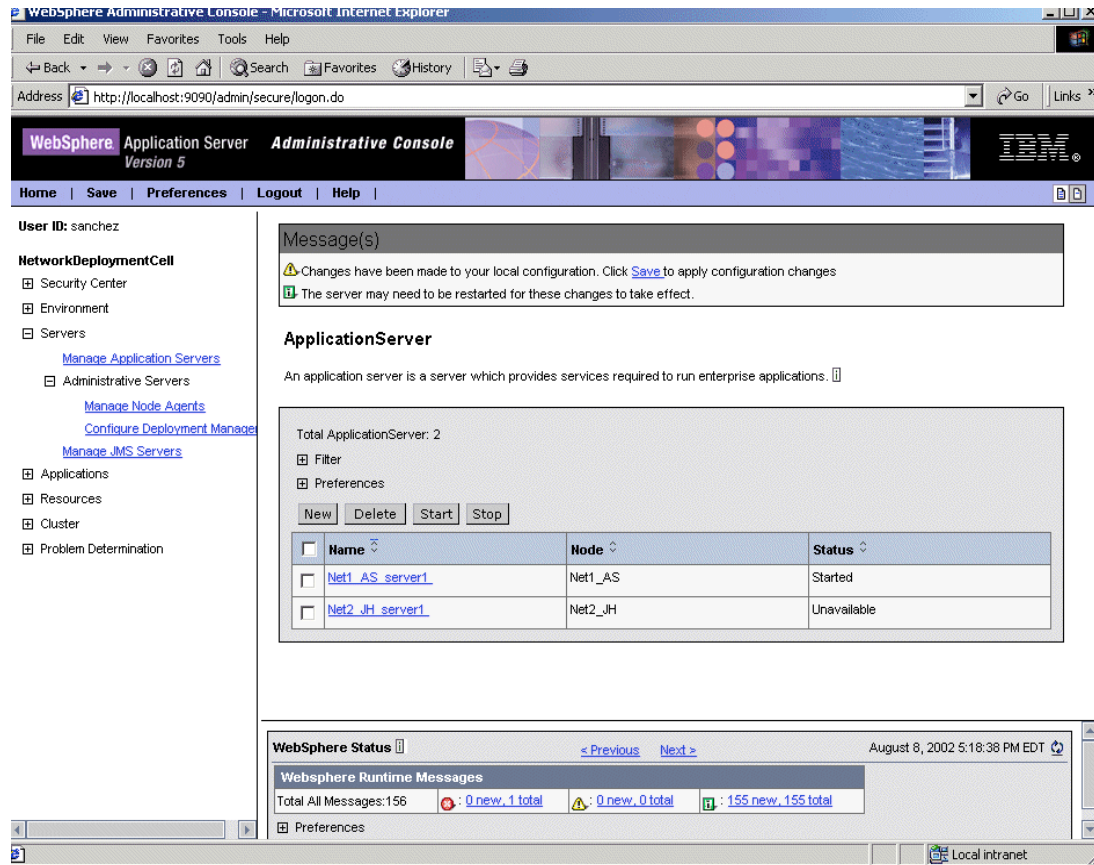 WebSphere Administrative Console - Microsoft Internet Explorer
File Edit View Favorites Tools Help
Back Search Favorites History
Address http://localhost:9090/admin/secure/logon.do Go Links »
WebSphere Application Server Administrative Console
Version 5
IBM®
Home | Save | Preferences | Logout | Help |
User ID: sanchez
NetworkDeploymentCell
Security Center
Environment
Servers
Manage Application Servers
Administrative Servers
Manage Node Agents
Configure Deployment Manager
Manage JMS Servers
Applications
Resources
Cluster
Problem Determination
Message(s)
Changes have been made to your local configuration. Click Save to apply configuration changes
The server may need to be restarted for these changes to take effect.
ApplicationServer
An application server is a server which provides services required to run enterprise applications. i
Total ApplicationServer: 2
Filter
Preferences
New Delete Start Stop
Name Node Status
Net1_AS_server1 Net1_AS Started
Net2_JH_server1 Net2_JH Unavailable
WebSphere Status i < Previous Next > August 8, 2002 5:18:38 PM EDT
Websphere Runtime Messages
Total All Messages:156 : 0 new, 1 total : 0 new, 0 total : 155 new, 155 total
Preferences
Local intranet